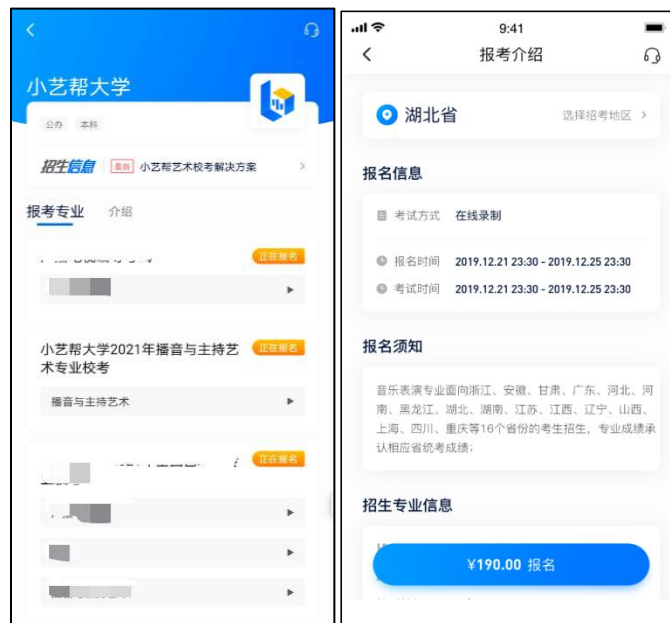 小艺帮大学
公办 本科
招生信息 最新 小艺帮艺术校考解决方案
报考专业 介绍
正在报名
小艺帮大学2021年播音与主持艺
术专业校考
正在报名
播音与主持艺术
正在报名
9:41
报考介绍
湖北省 选择招考地区
报名信息
考试方式 在线录制
报名时间 2019.12.21 23:30 - 2019.12.25 23:30
考试时间 2019.12.21 23:30 - 2019.12.25 23:30
报名须知
音乐表演专业面向浙江、安徽、甘肃、广东、河北、河
南、黑龙江、湖北、湖南、江苏、江西、辽宁、山西、
上海、四川、重庆等16个省份的考生招生，专业成绩承
认相应省统考成绩；
招生专业信息
¥190.00 报名